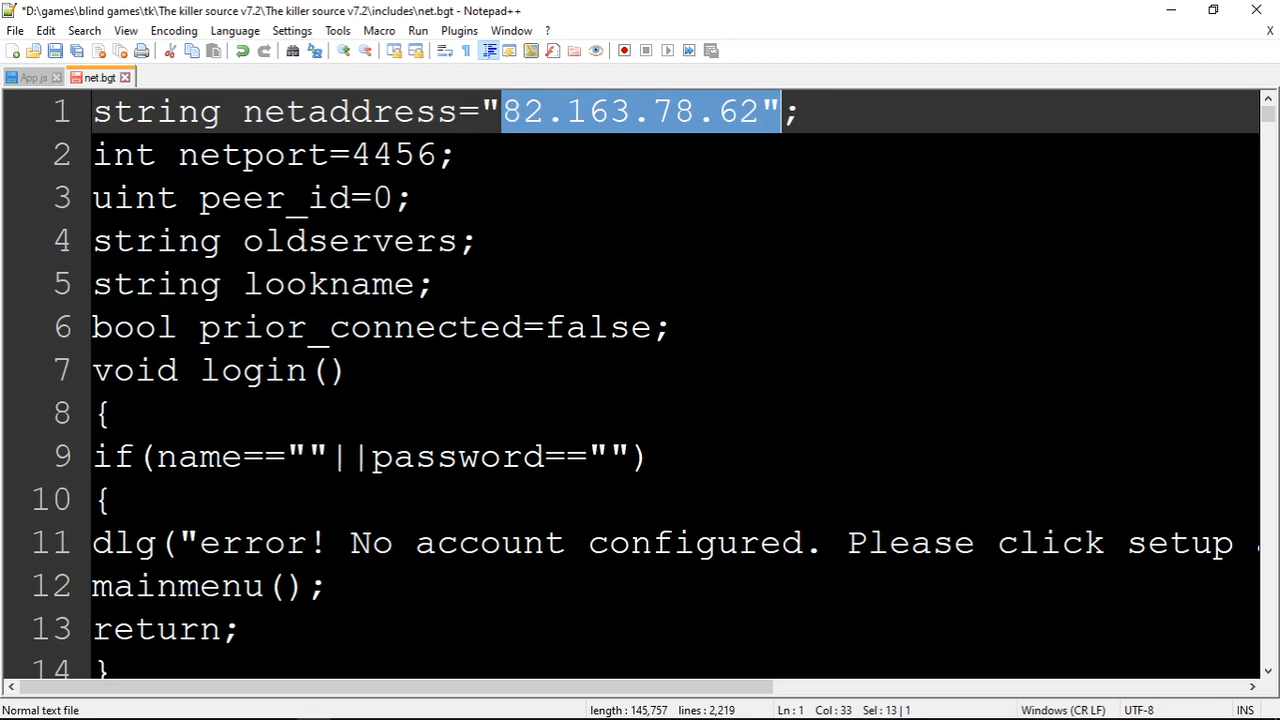 *D:\games\blind games\tk\The killer source v7.2\The killer source v7.2\includes\net.bgt - Notepad++
File Edit Search View Encoding Language Settings Tools Macro Run Plugins Window ? X
App.js net.bgt
1 string netaddress="82.163.78.62";
2 int netport=4456;
3 uint peer_id=0;
4 string oldservers;
5 string lookname;
6 bool prior_connected=false;
7 void login()
8 {
9 if(name==""||password=="")
10 {
11 dlg("error! No account configured. Please click setup
12 mainmenu();
13 return;
14 }
Normal text file length : 145,757 lines : 2,219 Ln : 1 Col : 33 Sel : 13 | 1 Windows (CR LF) UTF-8 INS